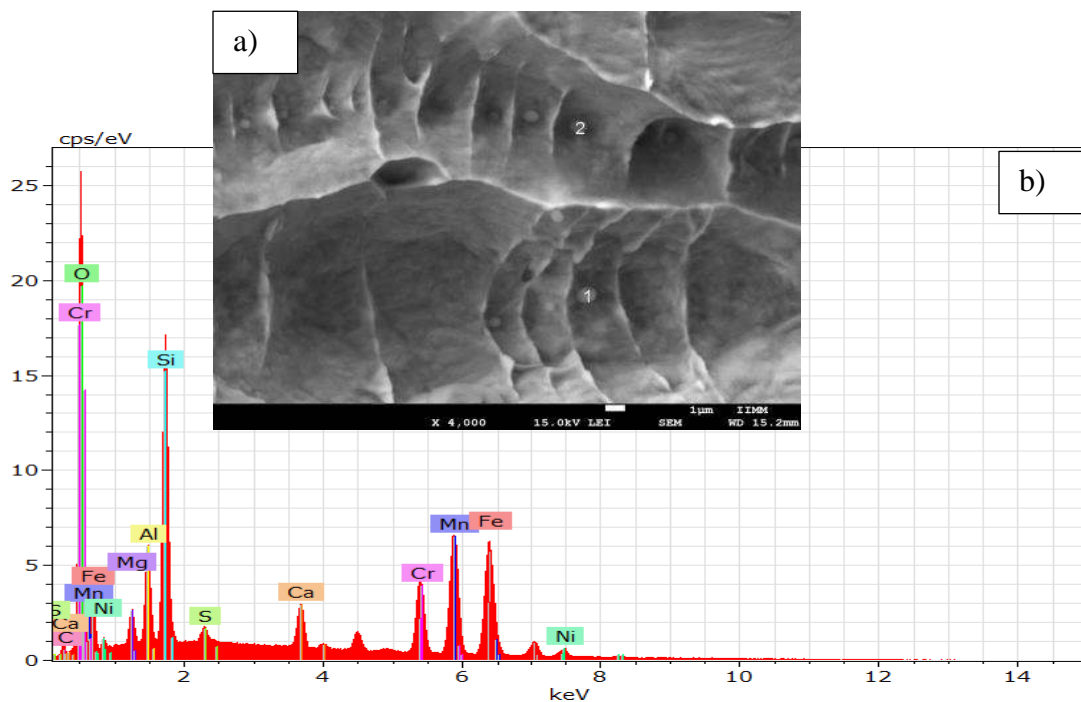 a)
2
1
1µm IIMM
X 4,000 15.0kV LEI SEM WD 15.2mm
b)
cps/eV
25
20
15
10
5
0
O
Cr
Si
Al
Mg
Fe
Mn
Ni
S
Ca
C
S
Ca
Cr
Mn
Fe
Ni
2 4 6 8 10 12 14
keV